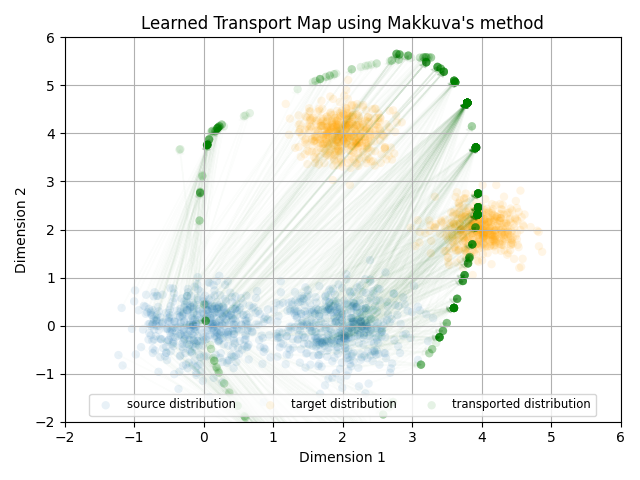 Learned Transport Map using Makkuva's method
6
5
4
3
2
1
0
−1
−2
Dimension 2
source distribution target distribution transported distribution
−2 −1 0 1 2 3 4 5 6
Dimension 1